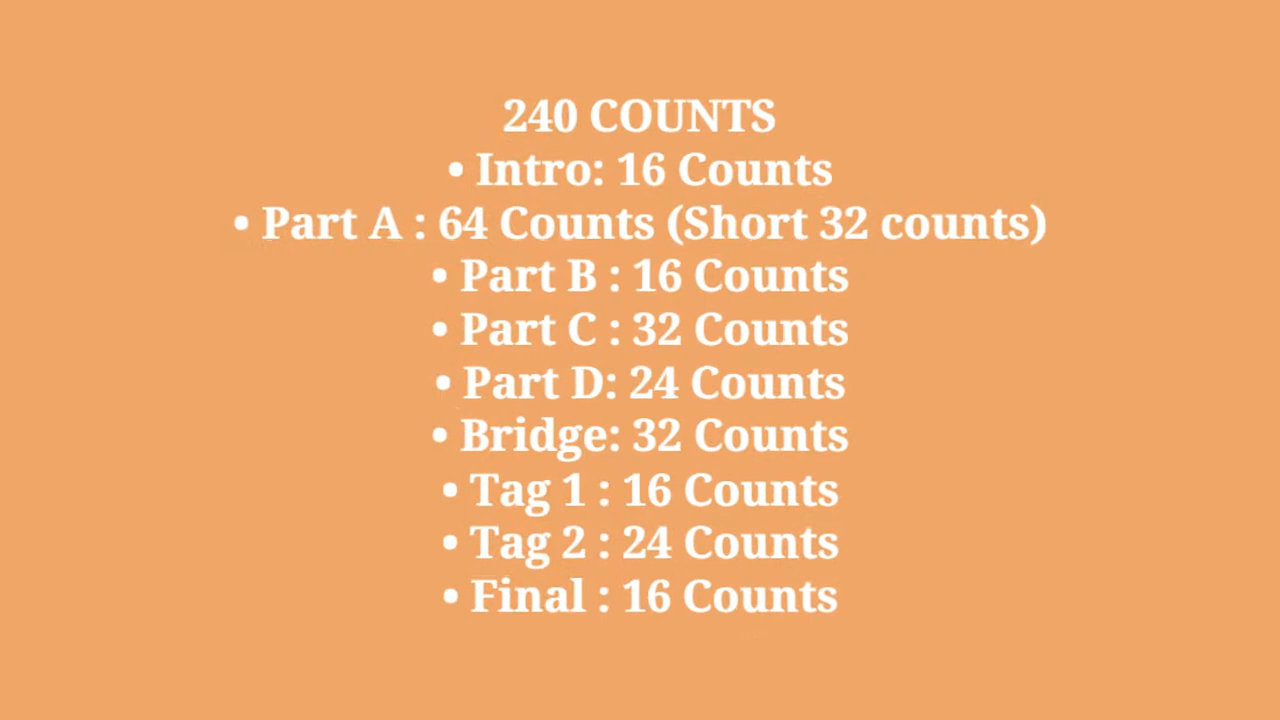 240 COUNTS
• Intro: 16 Counts
• Part A : 64 Counts (Short 32 counts)
• Part B : 16 Counts
• Part C : 32 Counts
• Part D: 24 Counts
• Bridge: 32 Counts
• Tag 1 : 16 Counts
• Tag 2 : 24 Counts
• Final : 16 Counts